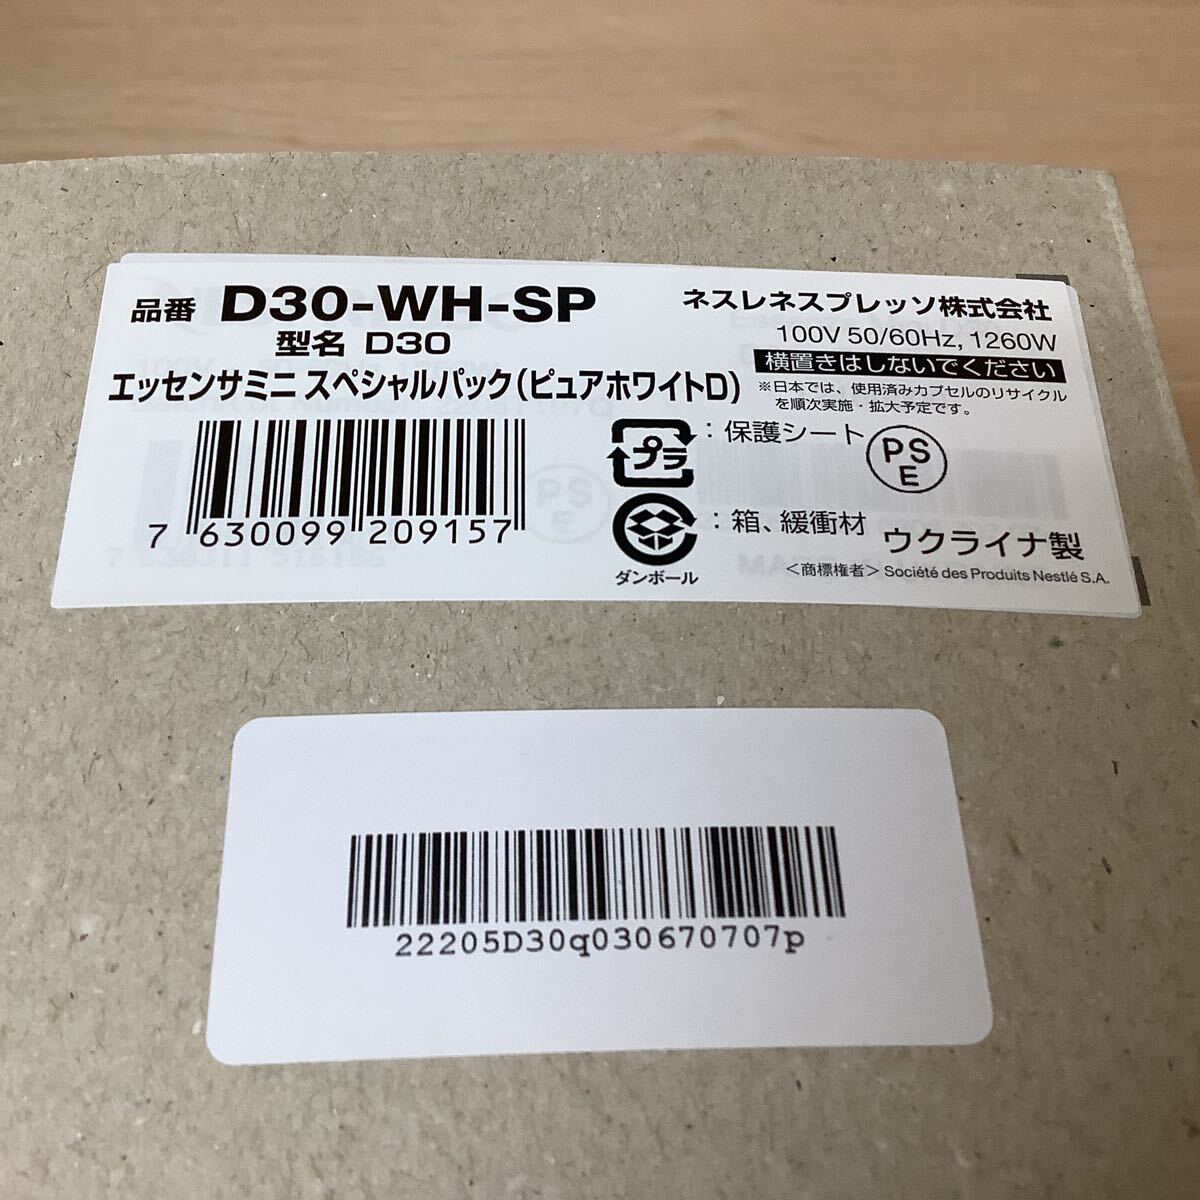 品番 D30-WH-SP
型名 D30
エッセンサミニ スペシャルパック(ピュアホワイトD)
7 630099 209157
ネスレネスプレッソ株式会社
100V 50/60Hz, 1260W
横置きはしないでください
※日本では、使用済みカプセルのリサイクル
を順次実施・拡大予定です。
プラ
：保護シート
PS
E
：箱、緩衝材
ダンボール
ウクライナ製
<商標権者> Société des Produits Nestlé S.A.
22205D30q030670707p